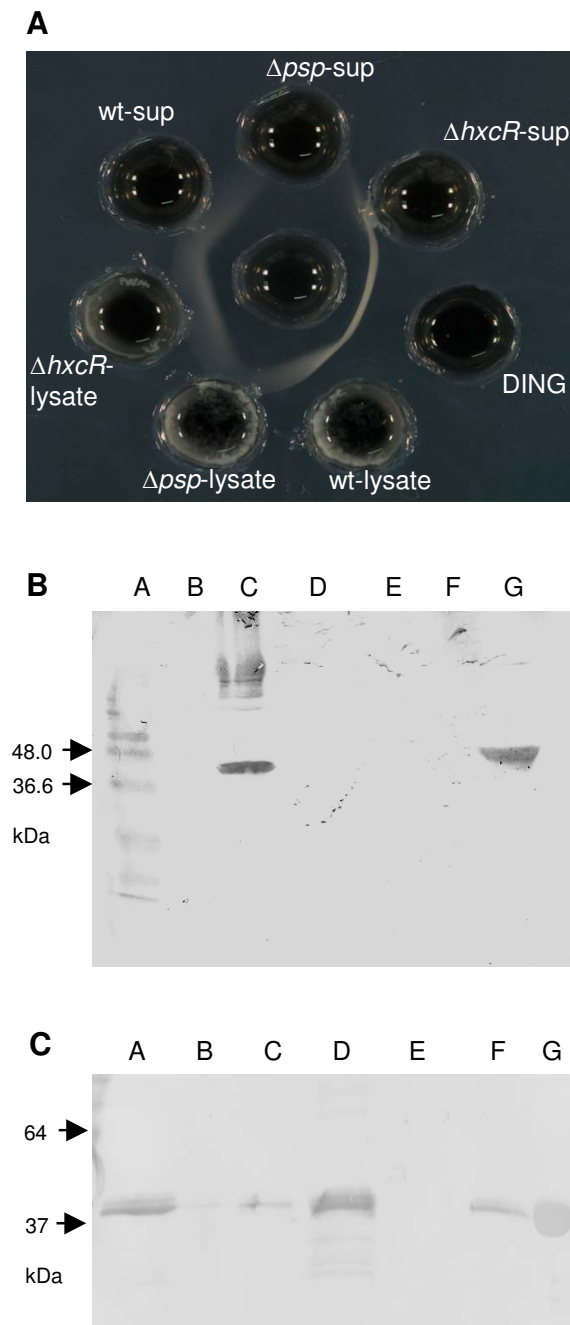 A
Δpsp-sup
wt-sup
ΔhxcR-sup
ΔhxcR-
lysate
DING
Δpsp-lysate
wt-lysate
B
A B C D E F G
48.0
36.6
kDa
C
A B C D E F G
64
37
kDa